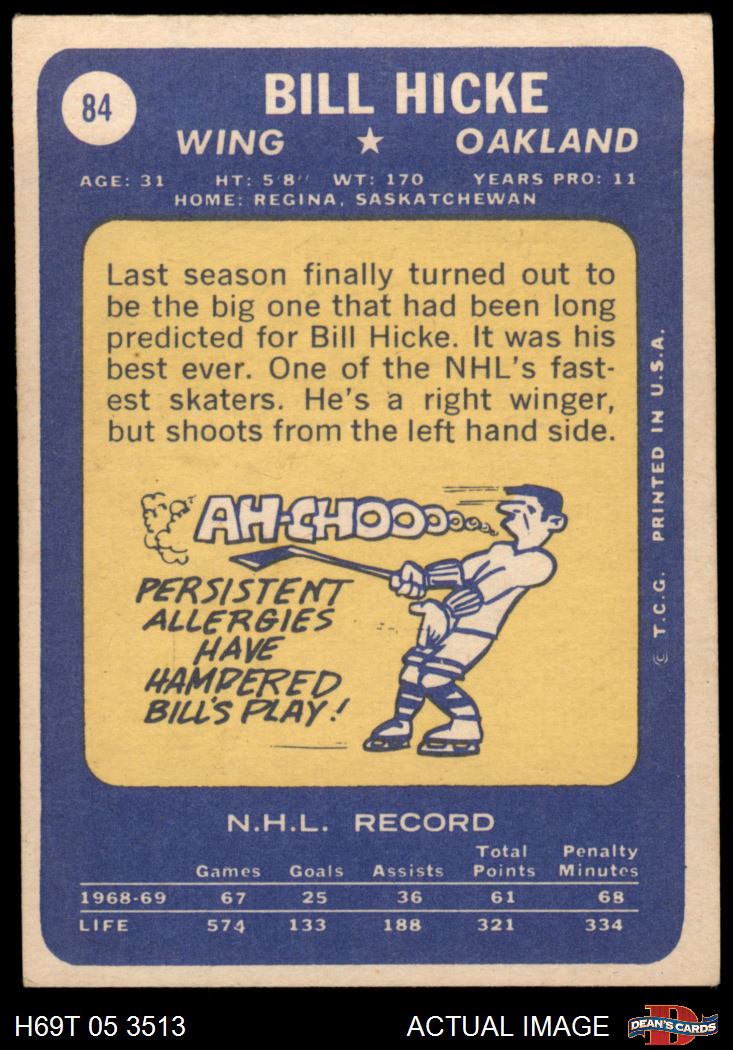 84
BILL HICKE
WING ★ OAKLAND
AGE: 31 HT: 5'8" WT: 170 YEARS PRO: 11
HOME: REGINA, SASKATCHEWAN
Last season finally turned out to
be the big one that had been long
predicted for Bill Hicke. It was his
best ever. One of the NHL's fast-
est skaters. He's a right winger,
but shoots from the left hand side.
AH-CHOOOoooooo
PERSISTENT
ALLERGIES
HAVE
HAMPERED
BILL'S PLAY!
© T.C.G. PRINTED IN U.S.A.
N.H.L. RECORD
Games Goals Assists Total Points Penalty Minutes
1968-69 67 25 36 61 68
LIFE 574 133 188 321 334
H69T 05 3513 ACTUAL IMAGE
D DEAN'S CARDS